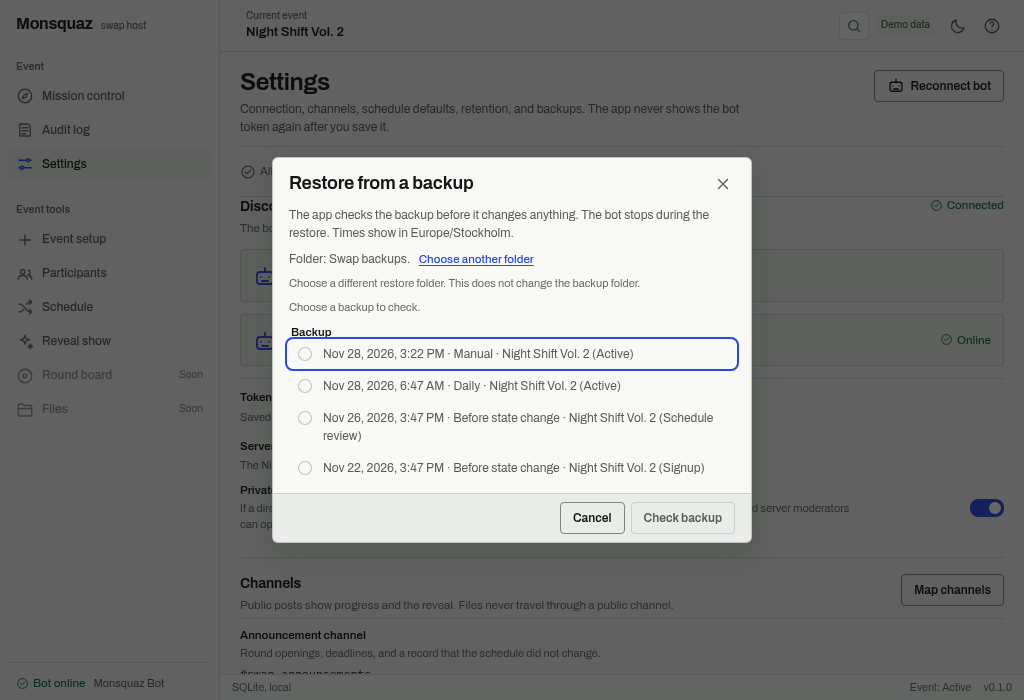 Monsquaz swap host
Current event
Night Shift Vol. 2
Demo data
Event
Mission control
Audit log
Settings
Event tools
Event setup
Participants
Schedule
Reveal show
Round board Soon
Files Soon
Bot online Monsquaz Bot
Settings
Reconnect bot
Connection, channels, schedule defaults, retention, and backups. The app never shows the bot
token again after you save it.
Connected
Restore from a backup
The app checks the backup before it changes anything. The bot stops during the
restore. Times show in Europe/Stockholm.
Folder: Swap backups. Choose another folder
Choose a different restore folder. This does not change the backup folder.
Choose a backup to check.
Backup
Nov 28, 2026, 3:22 PM · Manual · Night Shift Vol. 2 (Active)
Nov 28, 2026, 6:47 AM · Daily · Night Shift Vol. 2 (Active)
Nov 26, 2026, 3:47 PM · Before state change · Night Shift Vol. 2 (Schedule
review)
Nov 22, 2026, 3:47 PM · Before state change · Night Shift Vol. 2 (Signup)
Cancel Check backup
Online
Token
Saved
The
If a
server moderators
can
Channels
Map channels
Public posts show progress and the reveal. Files never travel through a public channel.
Announcement channel
Round openings, deadlines, and a record that the schedule did not change.
SQLite, local
Event: Active v0.1.0